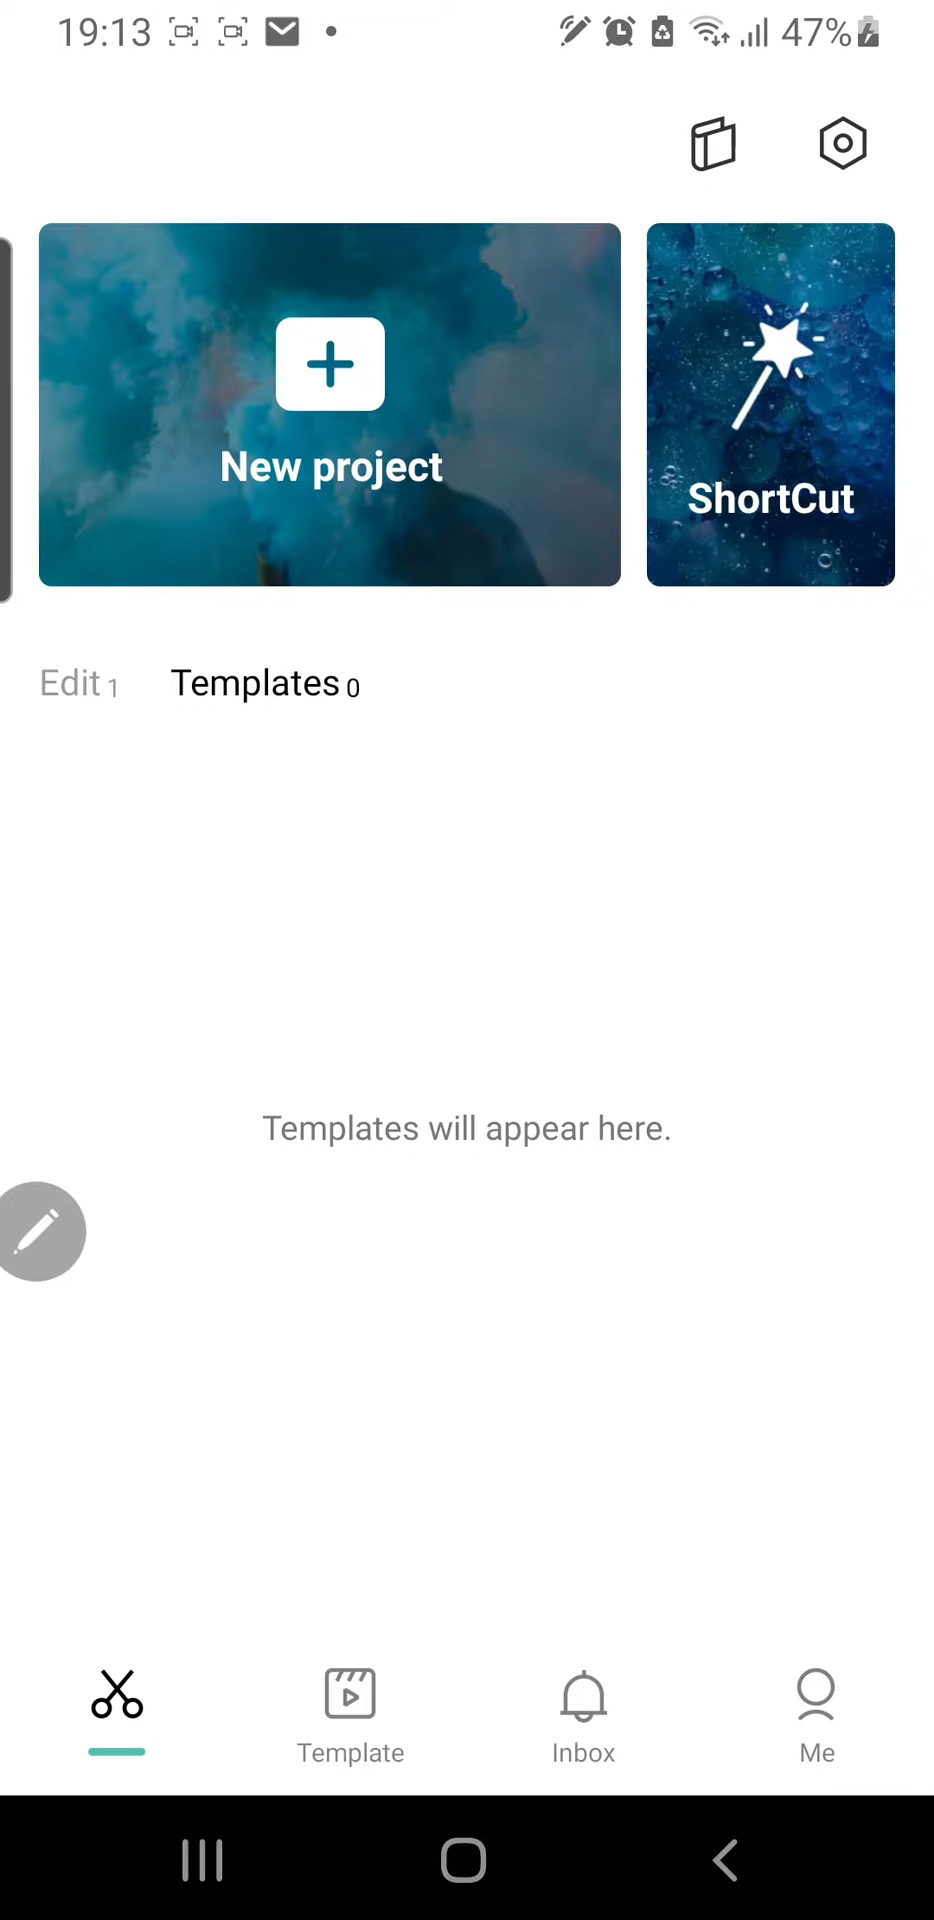 19:13 47%
New project
ShortCut
Edit 1 Templates 0
Templates will appear here.
Template Inbox Me